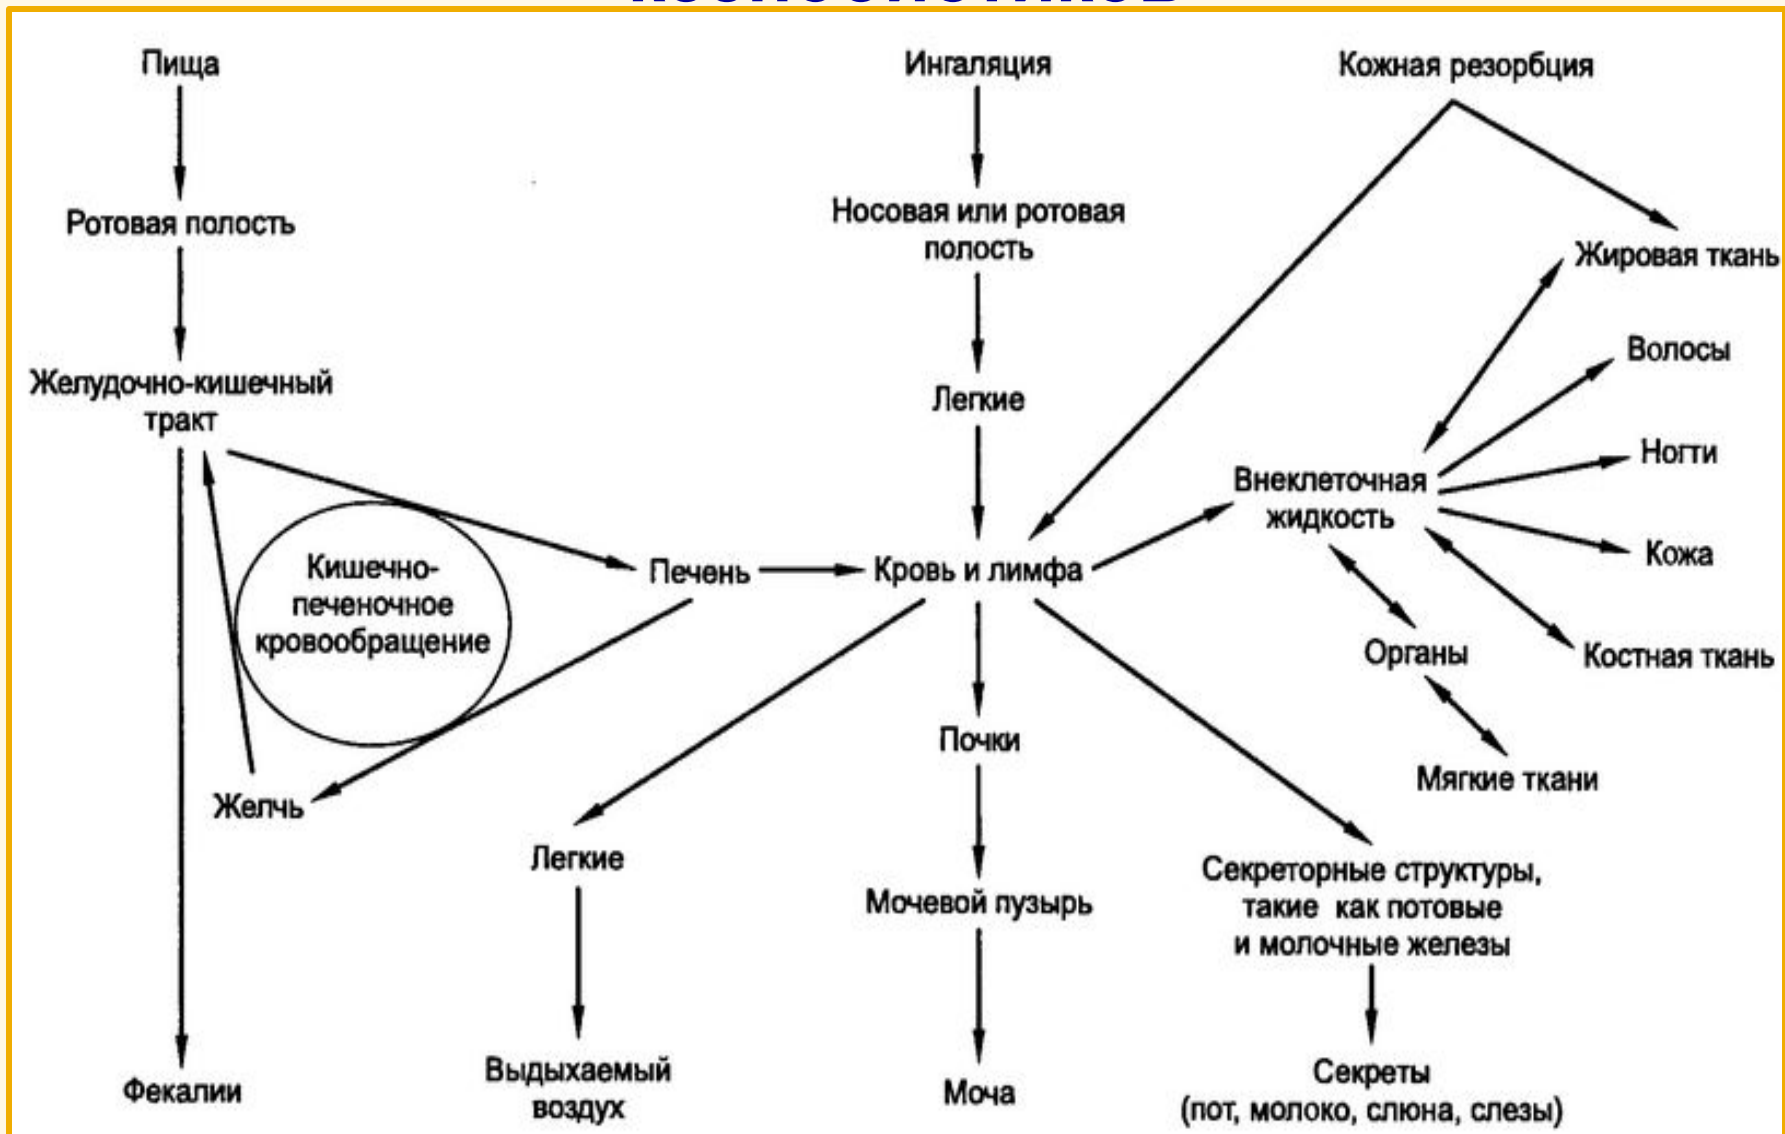 Пища
Ингаляция
Кожная резорбция
Ротовая полость
Носовая или ротовая
полость
Жировая ткань
Волосы
Желудочно-кишечный
тракт
Легкие
Ногти
Внеклеточная
жидкость
Кожа
Кишечно-
печеночное
кровообращение
Печень
Кровь и лимфа
Органы
Костная ткань
Почки
Мягкие ткани
Желчь
Легкие
Мочевой пузырь
Секреторные структуры,
такие как потовые
и молочные железы
Фекалии
Выдыхаемый
воздух
Моча
Секреты
(пот, молоко, слюна, слезы)